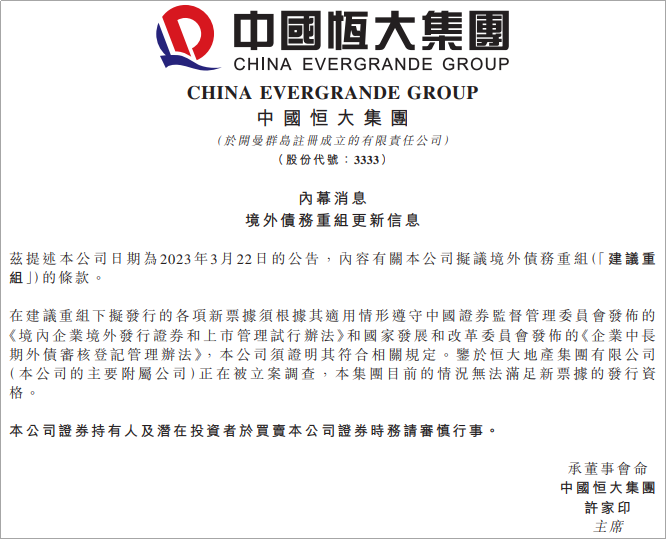 中國恆大集團
CHINA EVERGRANDE GROUP
CHINA EVERGRANDE GROUP
中國恒大集團
(於開曼群島註冊成立的有限責任公司)
(股份代號：3333)
內幕消息
境外債務重組更新信息
茲提述本公司日期為2023年3月22日的公告，內容有關本公司擬議境外債務重組(「建議重
組」)的條款。
在建議重組下擬發行的各項新票據須根據其適用情形遵守中國證券監督管理委員會發佈的
《境內企業境外發行證券和上市管理試行辦法》和國家發展和改革委員會發佈的《企業中長
期外債審核登記管理辦法》，本公司須證明其符合相關規定。鑒於恒大地產集團有限公司
(本公司的主要附屬公司)正在被立案調查，本集團目前的情況無法滿足新票據的發行資
格。
本公司證券持有人及潛在投資者於買賣本公司證券時務請審慎行事。
承董事會命
中國恒大集團
許家印
主席